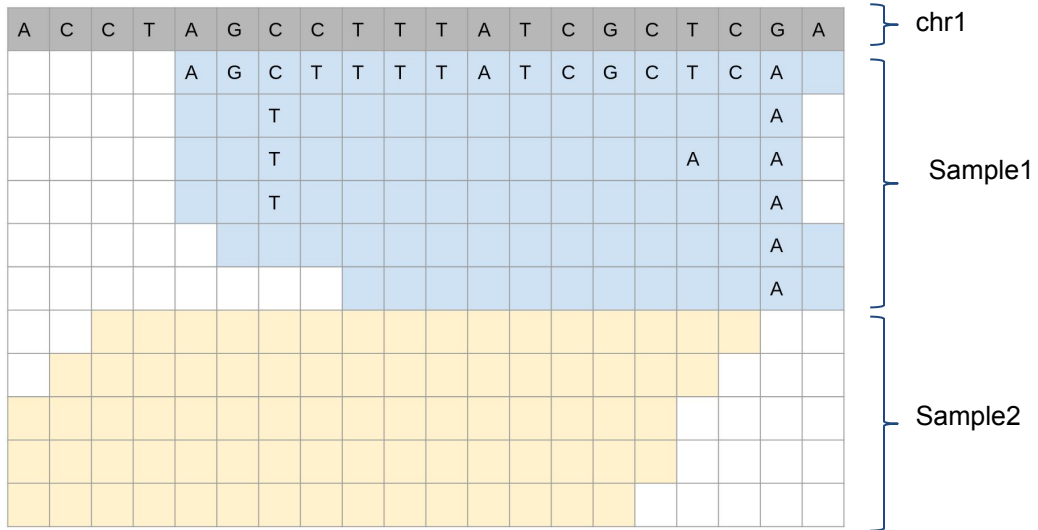 A C C T A G C C T T T A T C G C T C G A chr1
A G C T T T T A T C G C T C A
T A
T A A Sample1
T A
A
A
Sample2